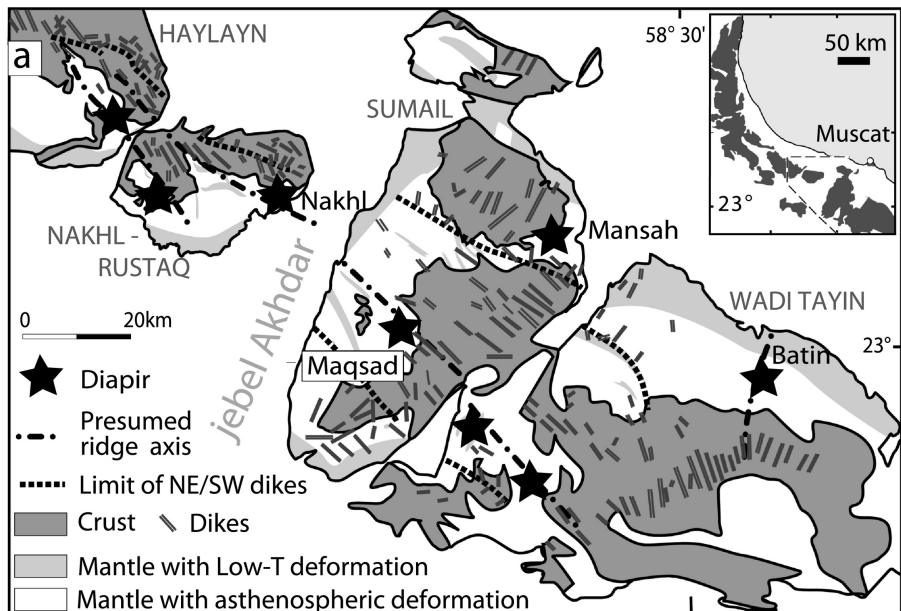 a
HAYLAYN
58° 30'
50 km
Muscat
23°
SUMAIL
Nakhl
Mansah
NAKHL -
RUSTAQ
jebel Akhdar
WADI TAYIN
0 20km
23°
Batin
Maqsad
Diapir
Presumed
ridge axis
Limit of NE/SW dikes
Crust Dikes
Mantle with Low-T deformation
Mantle with asthenospheric deformation